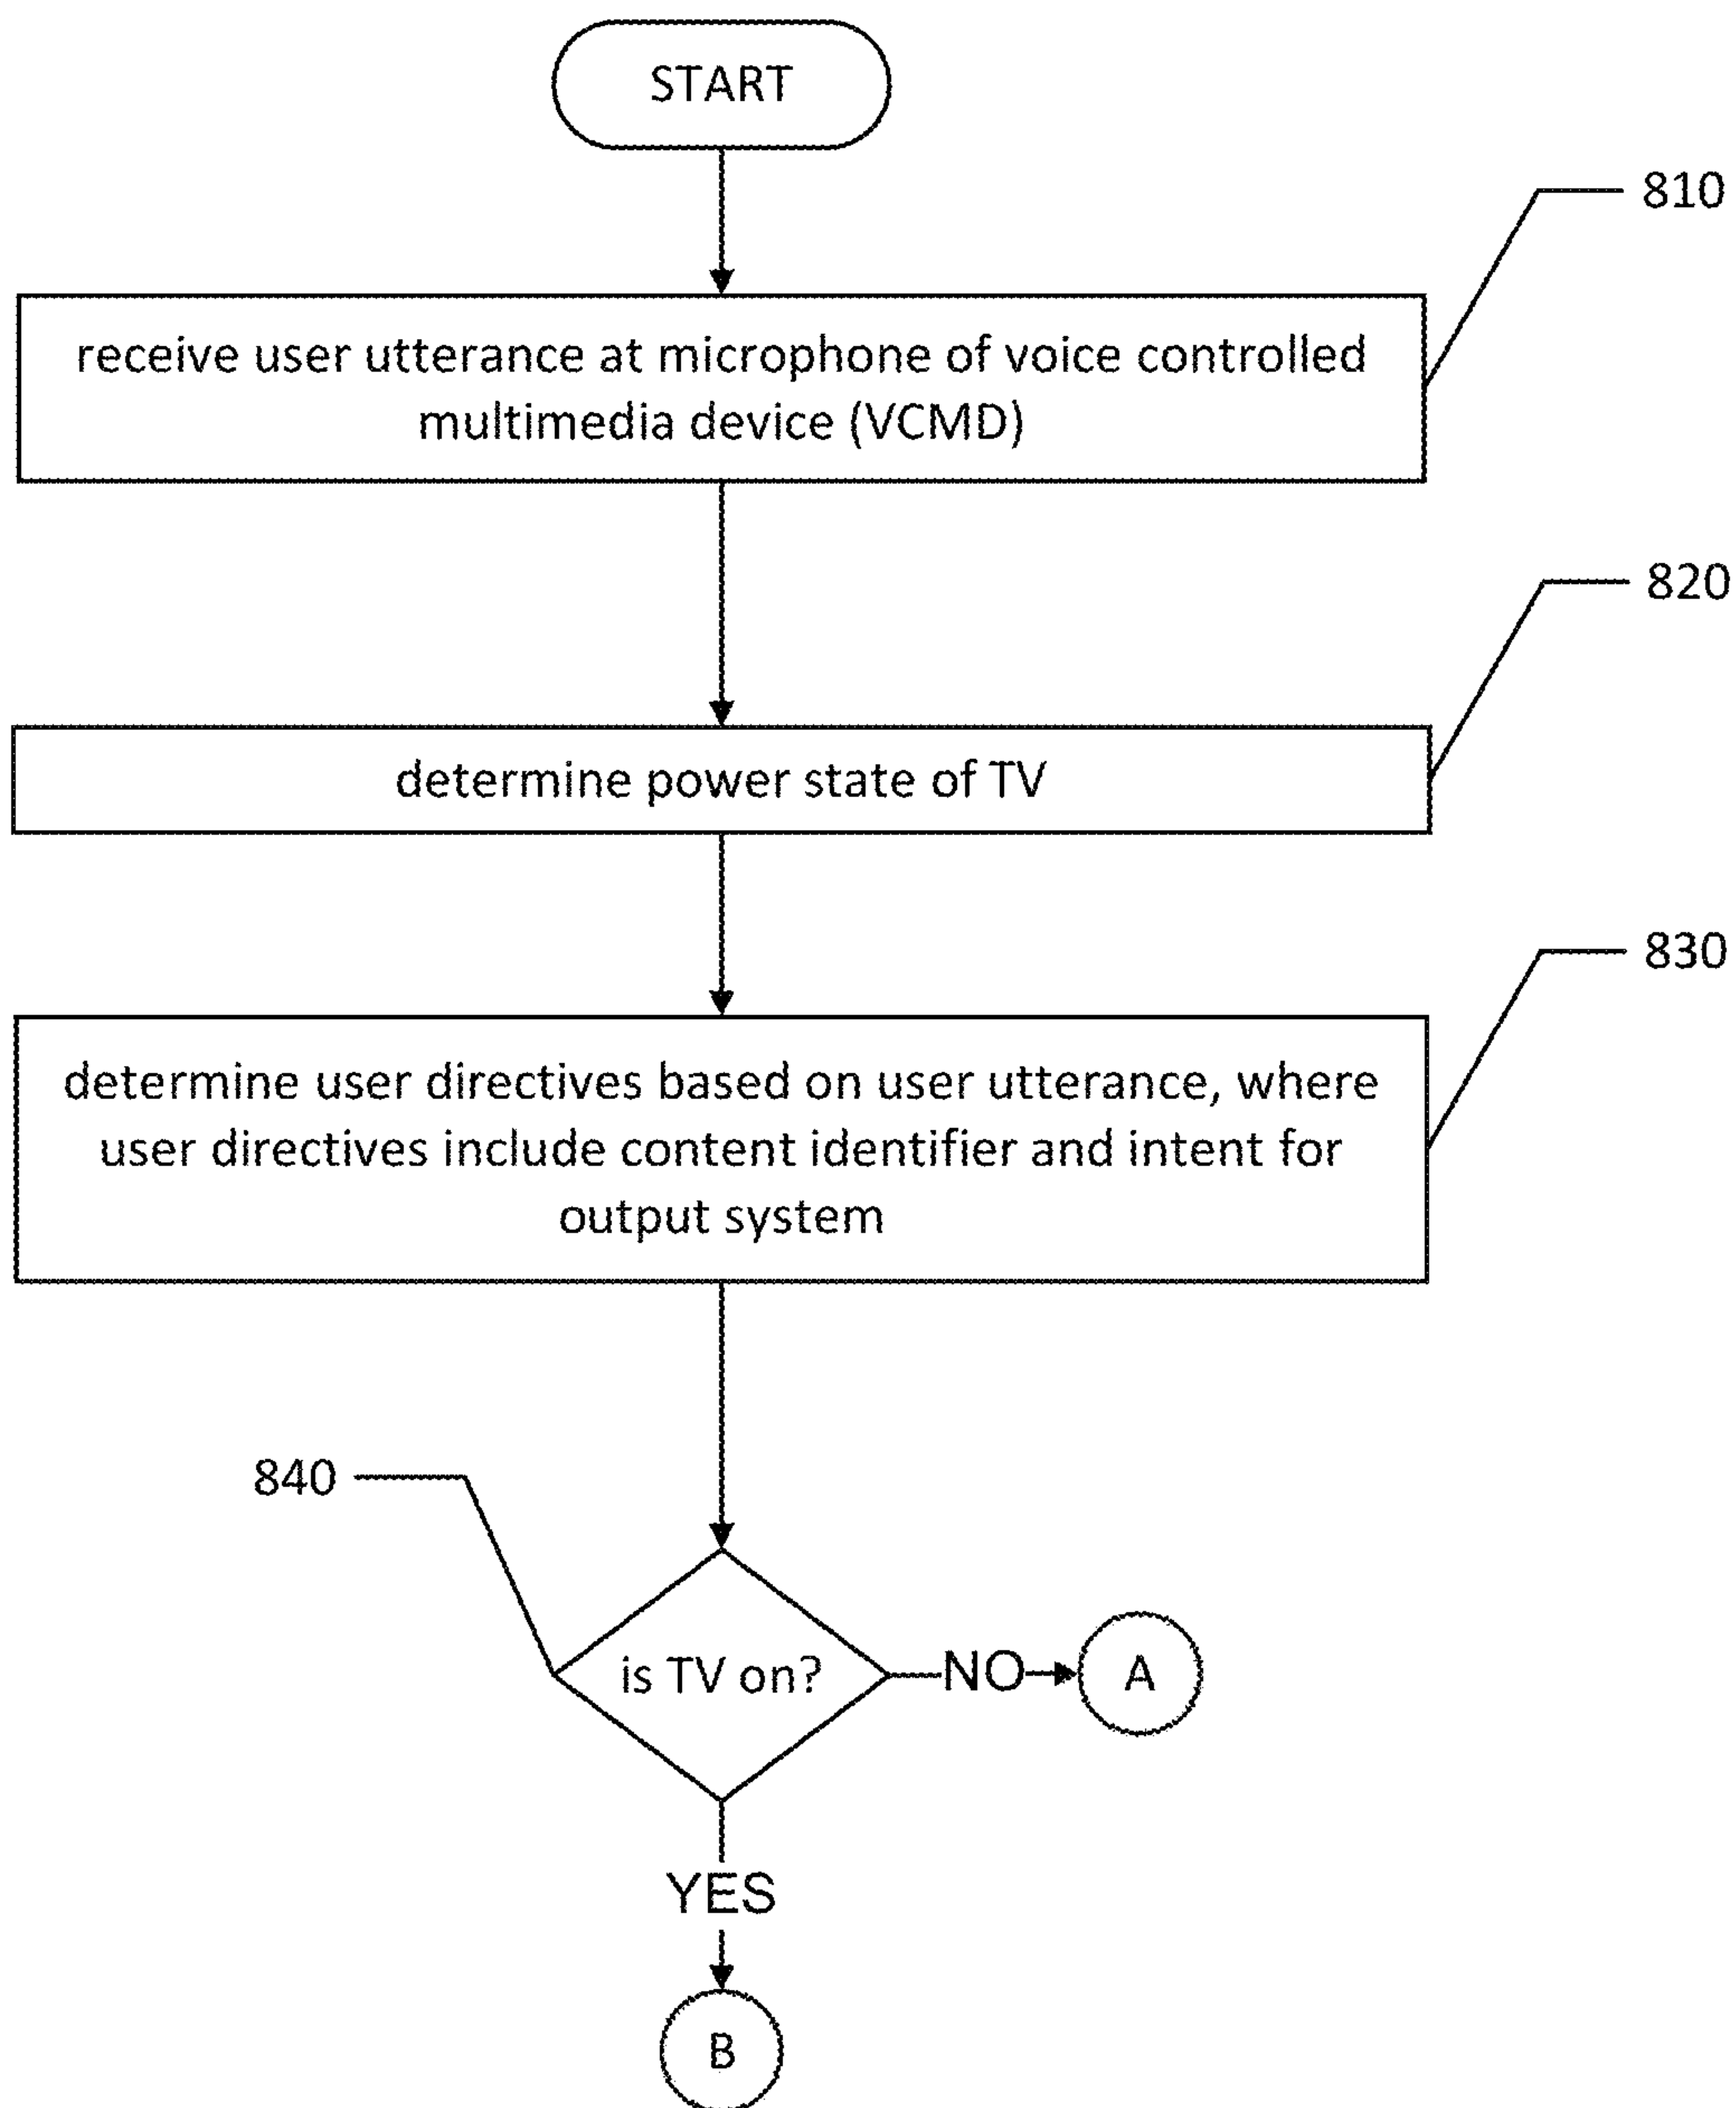 START
810
receive user utterance at microphone of voice controlled
multimedia device (VCMD)
820
determine power state of TV
830
determine user directives based on user utterance, where
user directives include content identifier and intent for
output system
840
is TV on?
NO
A
YES
B